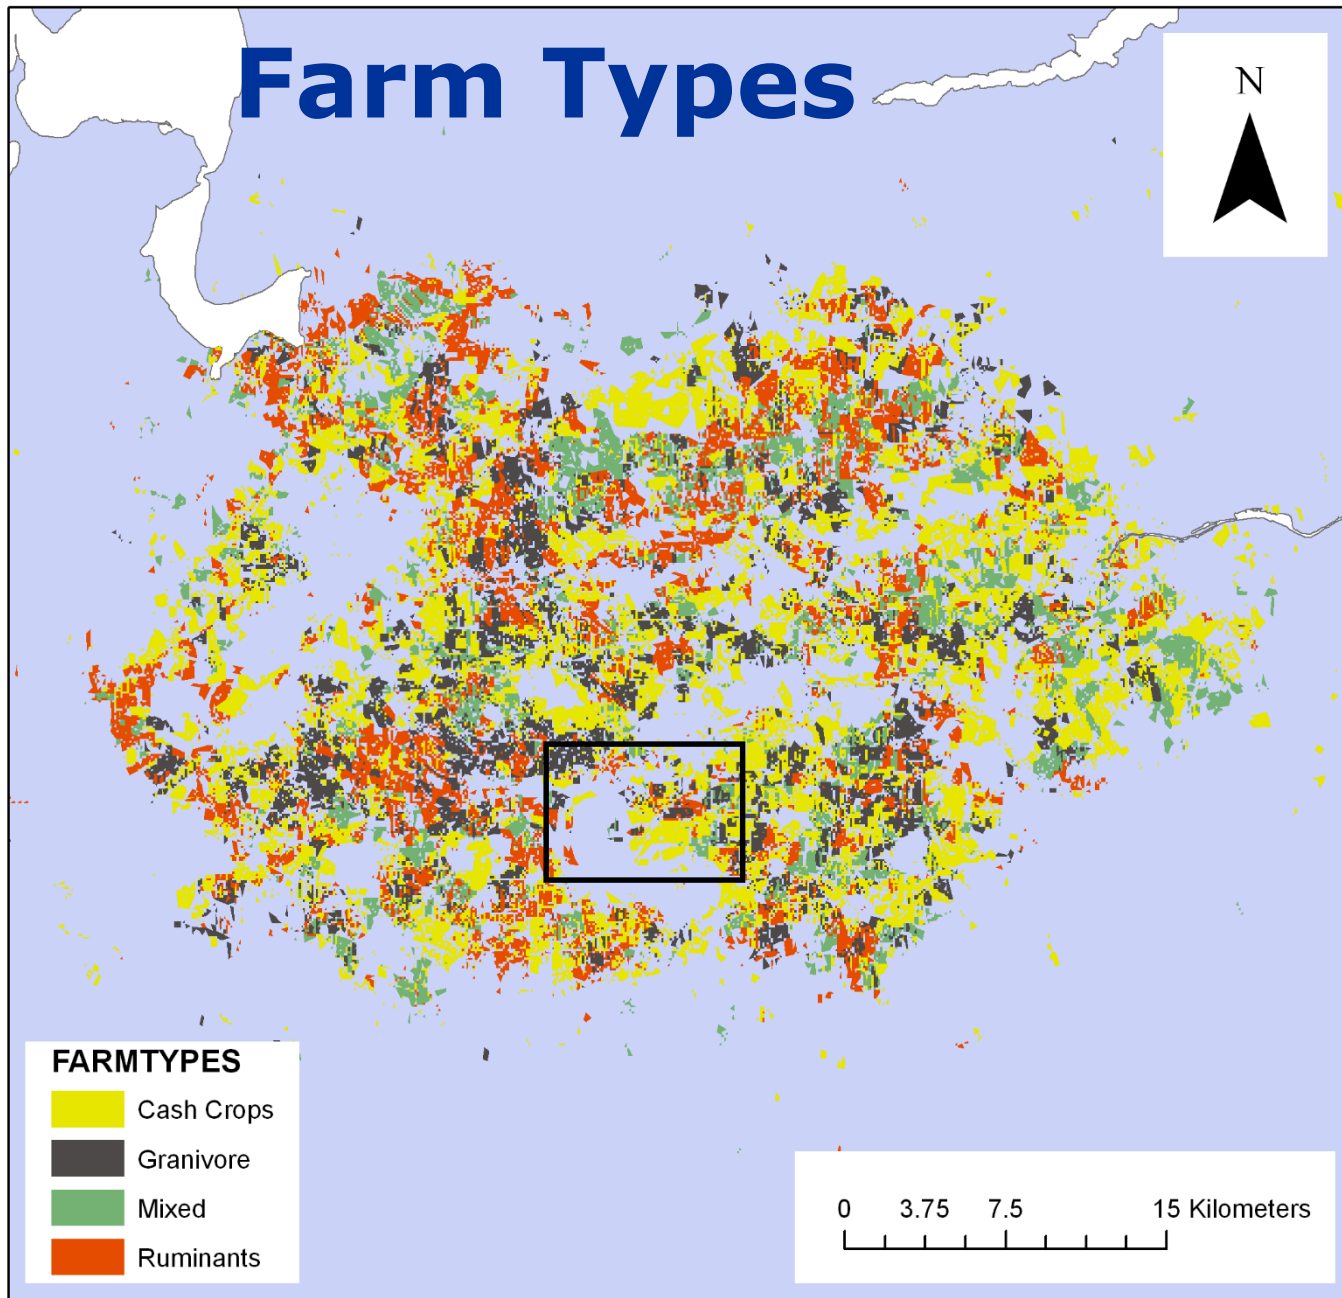 Farm Types
N
FARMTYPES
Cash Crops
Granivore
Mixed
Ruminants
0 3.75 7.5 15 Kilometers